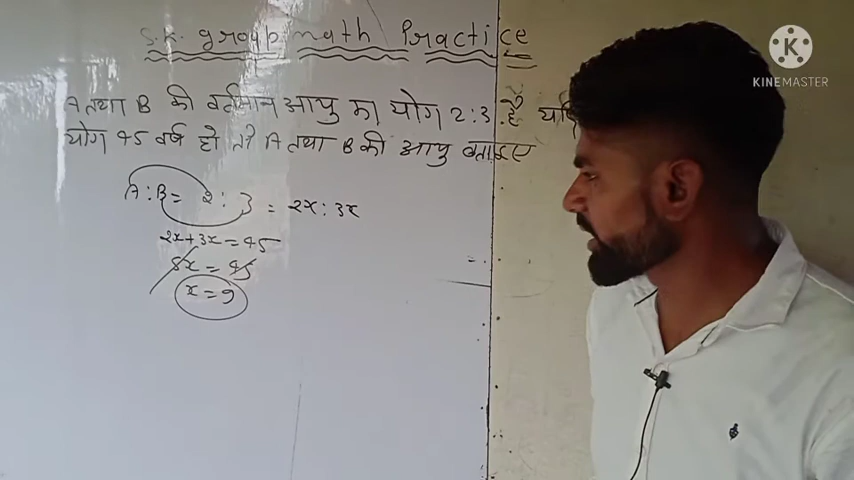 S.K. group math Practice
KINEMASTER
A तथा B की वर्तमान आयु का योग 2:3 है यदि
योग 45 वर्ष हो तो A तथा B की आयु बताइए
A:B = 2:3 = 2x:3x
2x+3x=45
5x=45
x=9